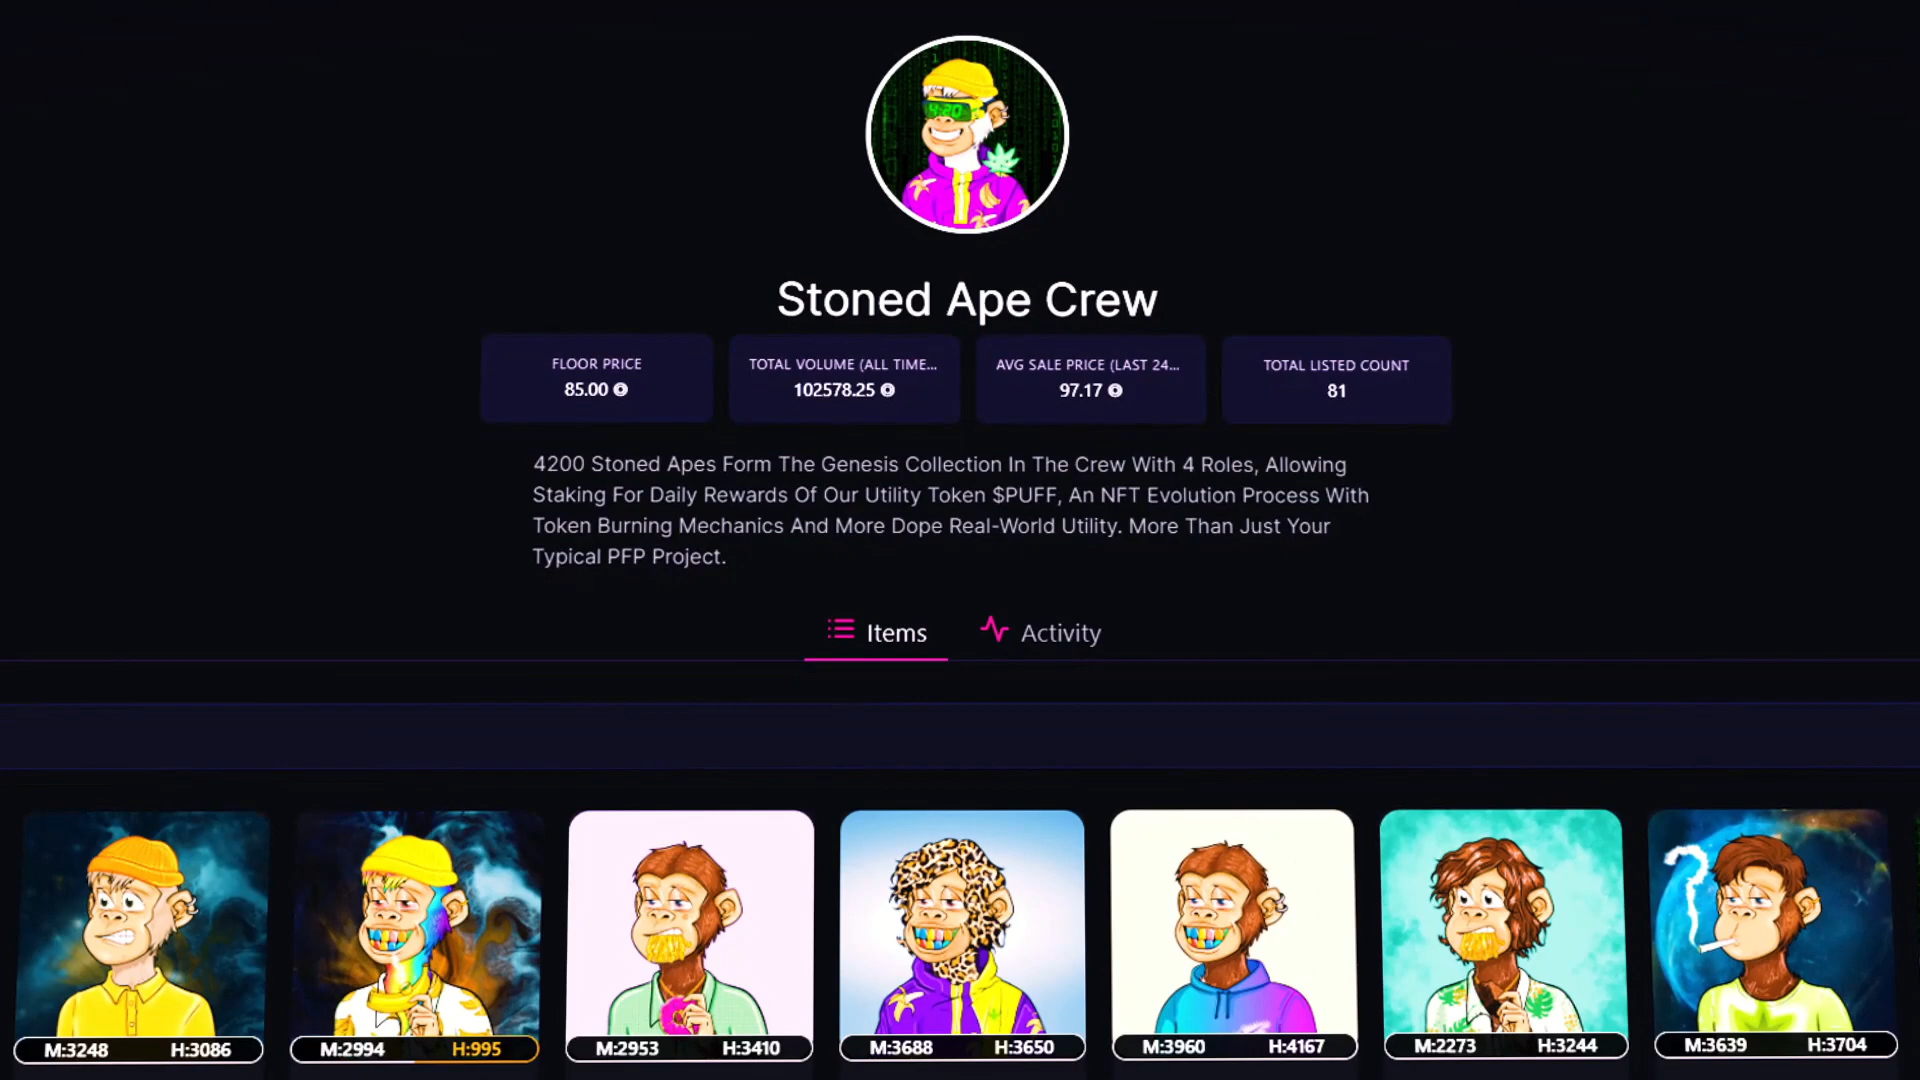 4:20
Stoned Ape Crew
FLOOR PRICE
85.00
TOTAL VOLUME (ALL TIME...
102578.25
AVG SALE PRICE (LAST 24...
97.17
TOTAL LISTED COUNT
81
4200 Stoned Apes Form The Genesis Collection In The Crew With 4 Roles, Allowing
Staking For Daily Rewards Of Our Utility Token $PUFF, An NFT Evolution Process With
Token Burning Mechanics And More Dope Real-World Utility. More Than Just Your
Typical PFP Project.
Items
Activity
M:3248 H:3086
M:2994 H:995
M:2953 H:3410
M:3688 H:3650
M:3960 H:4167
M:2273 H:3244
M:3639 H:3704